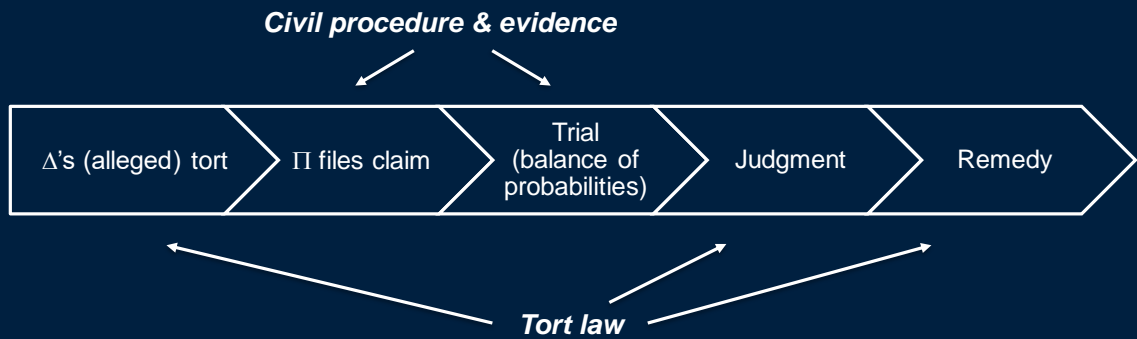 Civil procedure & evidence
Δ's (alleged) tort
Π files claim
Trial
(balance of
probabilities)
Judgment
Remedy
Tort law